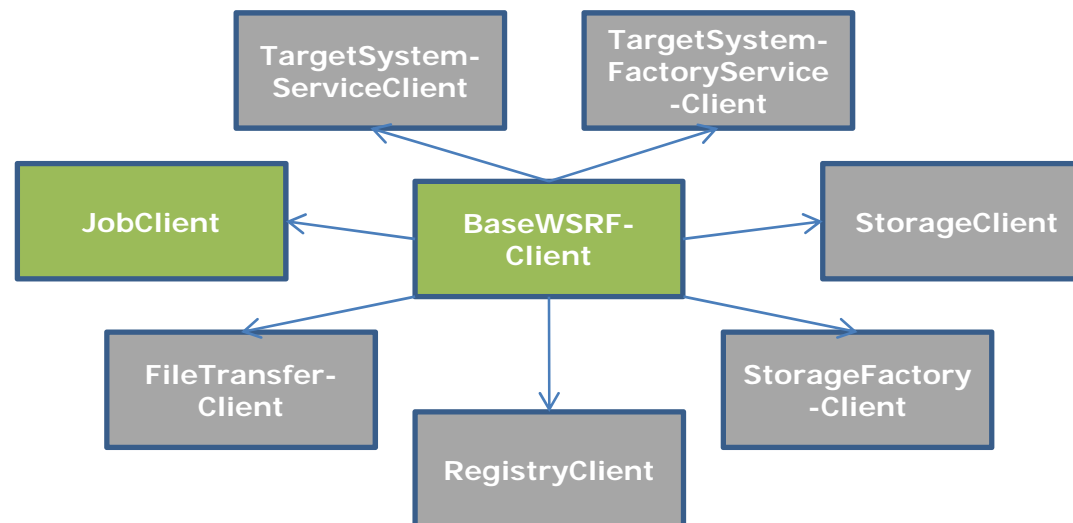 TargetSystem-
ServiceClient
TargetSystem-
FactoryService
-Client
JobClient
BaseWSRF-
Client
StorageClient
FileTransfer-
Client
RegistryClient
StorageFactory
-Client